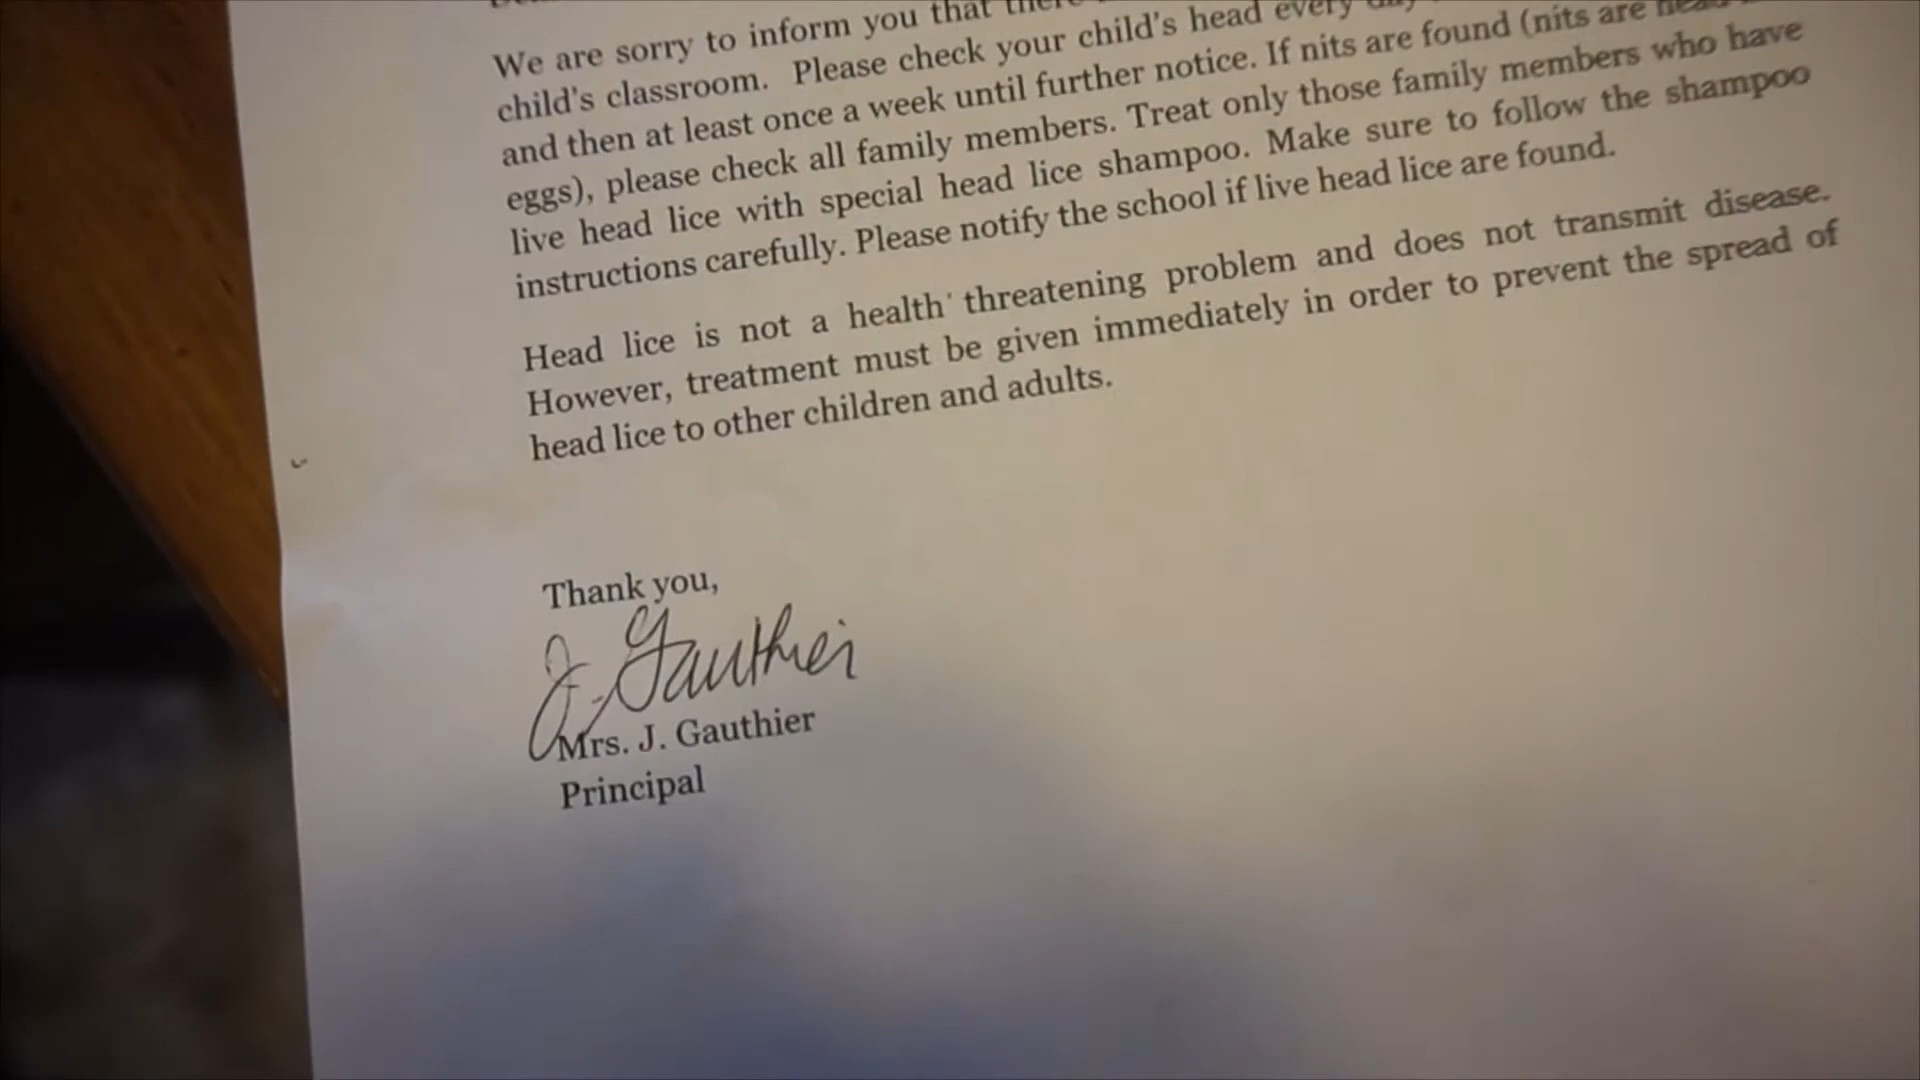 We are sorry to inform you that there
child's classroom. Please check your child's head every day
and then at least once a week until further notice. If nits are found (nits are head
eggs), please check all family members. Treat only those family members who have
live head lice with special head lice shampoo. Make sure to follow the shampoo
instructions carefully. Please notify the school if live head lice are found.
Head lice is not a health threatening problem and does not transmit disease.
However, treatment must be given immediately in order to prevent the spread of
head lice to other children and adults.
Thank you,
J. Gauthier
Mrs. J. Gauthier
Principal